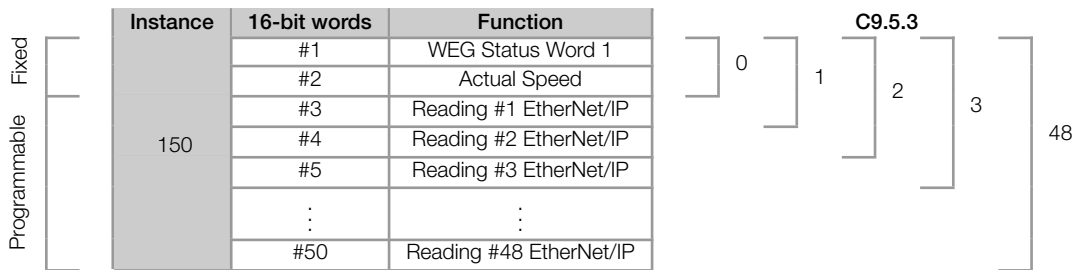 Instance 16-bit words Function C9.5.3
Fixed
#1 WEG Status Word 1
#2 Actual Speed
0
1
2
3
48
Programmable
150
#3 Reading #1 EtherNet/IP
#4 Reading #2 EtherNet/IP
#5 Reading #3 EtherNet/IP
⋮ ⋮
#50 Reading #48 EtherNet/IP